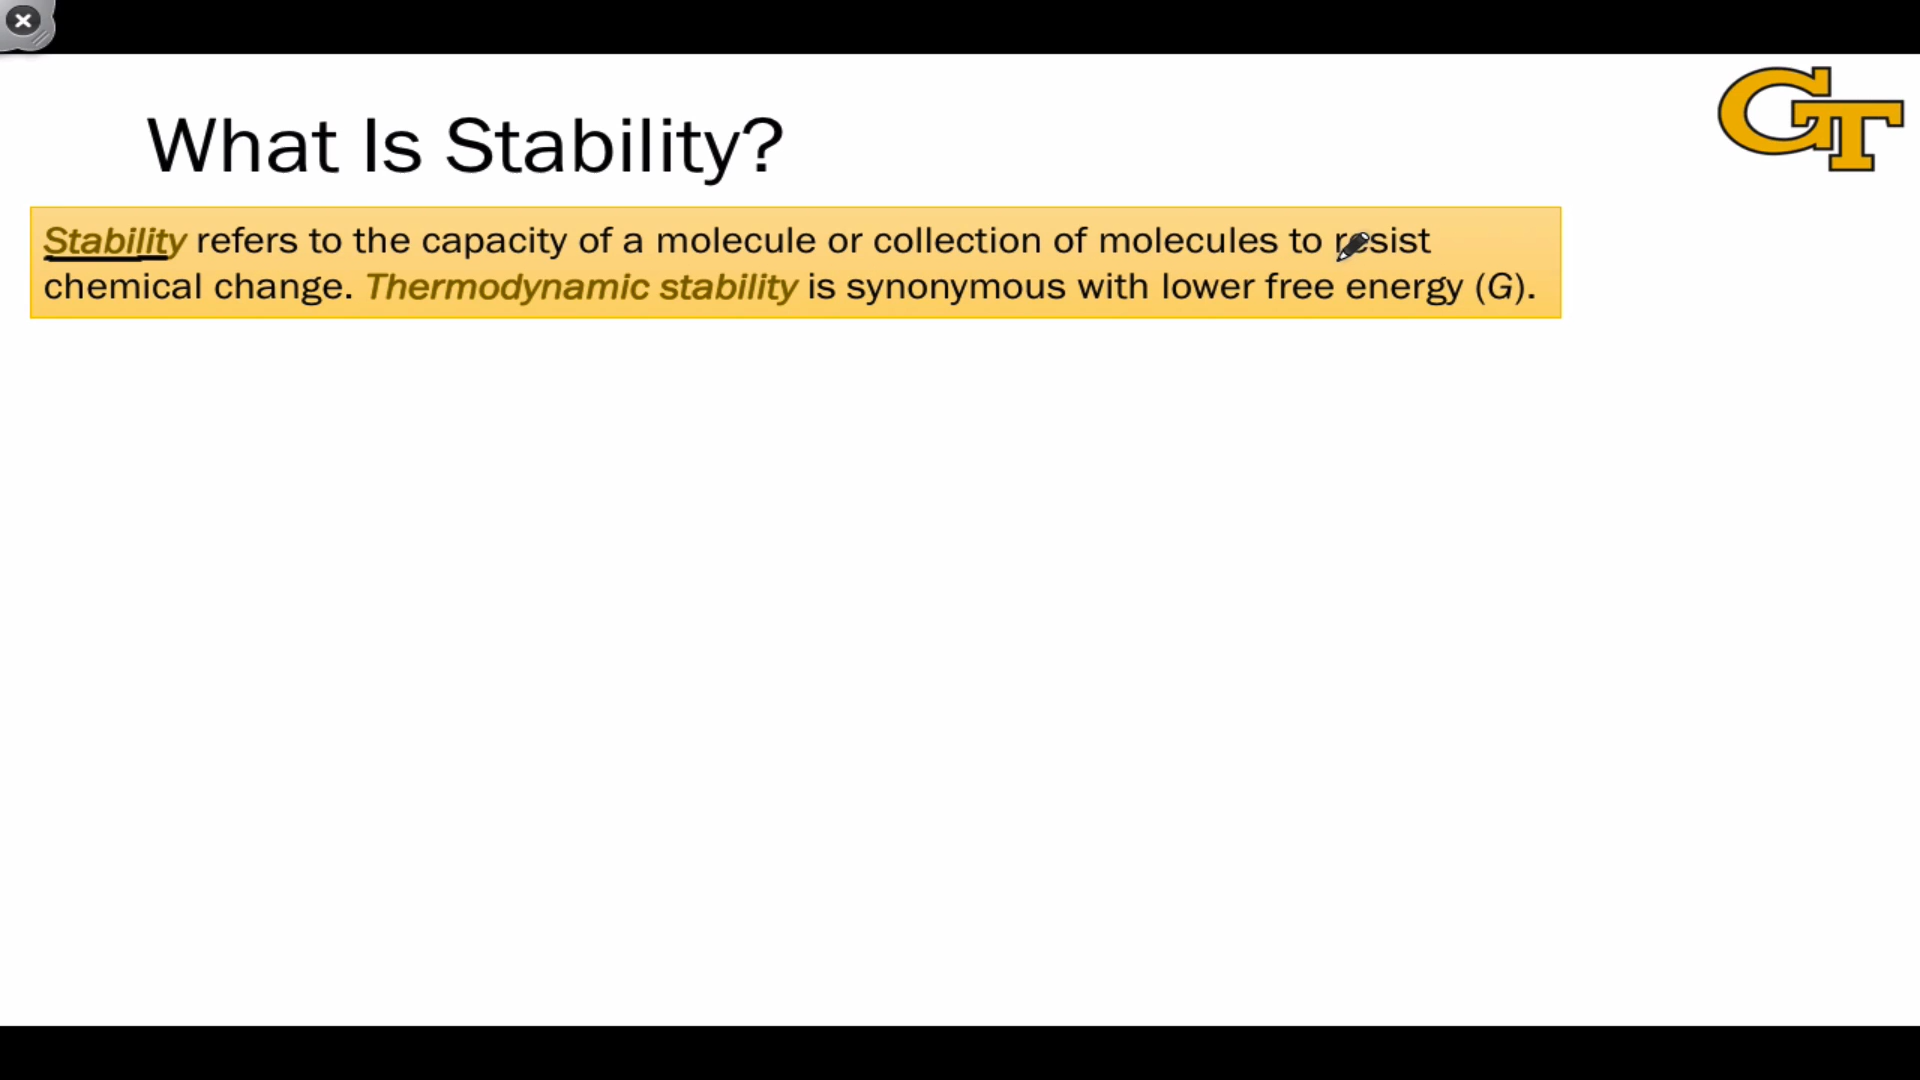 GT
What Is Stability?
Stability refers to the capacity of a molecule or collection of molecules to resist
chemical change. Thermodynamic stability is synonymous with lower free energy (G).